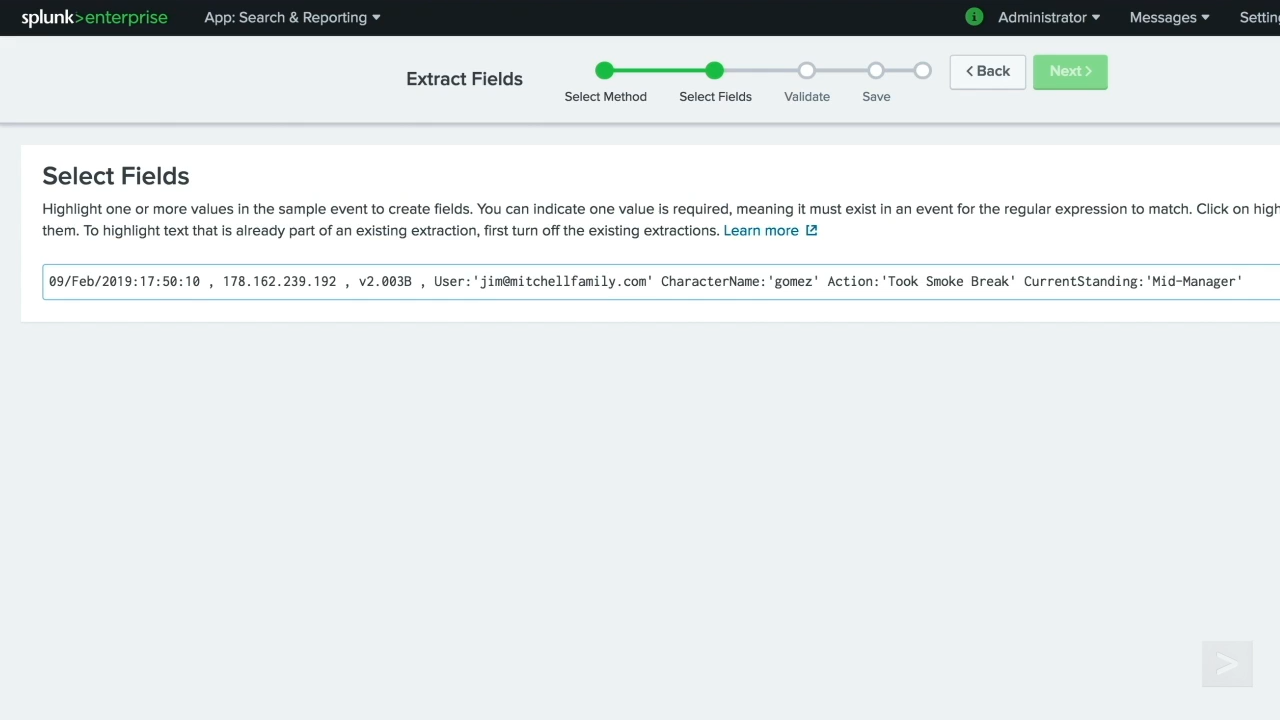 splunk>enterprise App: Search & Reporting Administrator Messages
Extract Fields
Select Method Select Fields Validate Save
< Back Next >
Select Fields
Highlight one or more values in the sample event to create fields. You can indicate one value is required, meaning it must exist in an event for the regular expression to match. Click on
them. To highlight text that is already part of an existing extraction, first turn off the existing extractions. Learn more
09/Feb/2019:17:50:10 , 178.162.239.192 , v2.003B , User:'jim@mitchellfamily.com' CharacterName:'gomez' Action:'Took Smoke Break' CurrentStanding:'Mid-Manager'